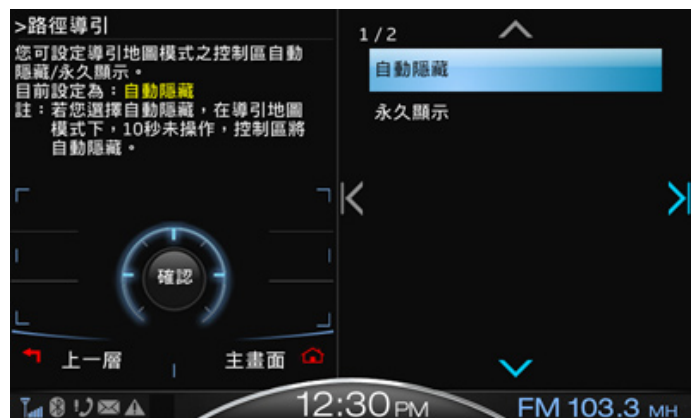 >路徑導引
您可設定導引地圖模式之控制區自動
隱藏/永久顯示。
目前設定為：自動隱藏
註：若您選擇自動隱藏，在導引地圖
模式下，10秒未操作，控制區將
自動隱藏。
確認
上一層
主畫面
1/2
自動隱藏
永久顯示
12:30 PM
FM 103.3 MH